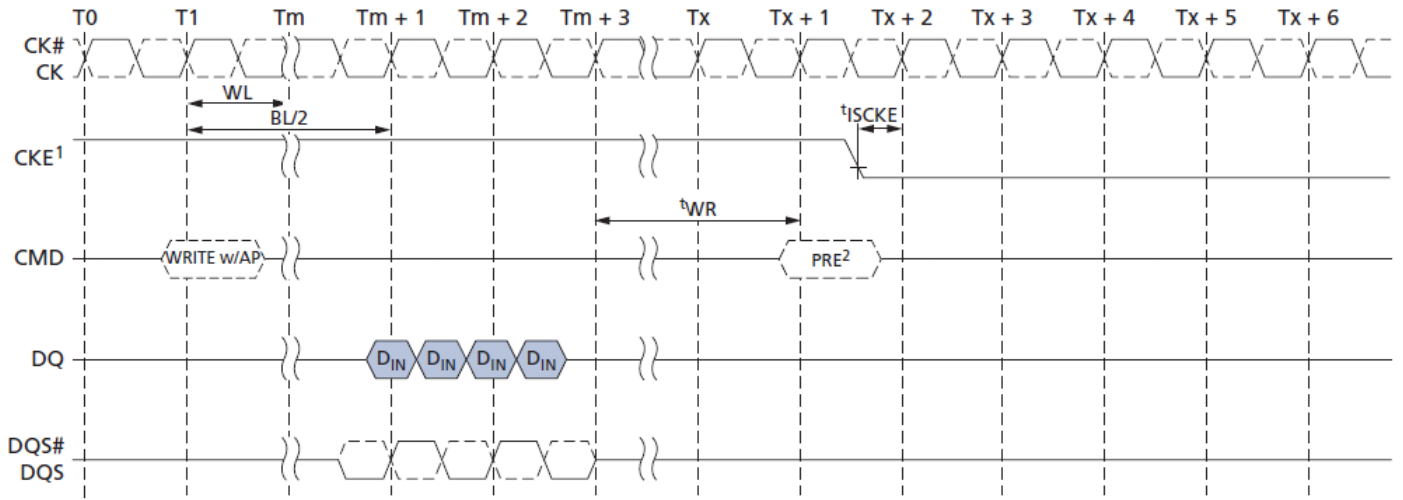 T0 T1 Tm Tm + 1 Tm + 2 Tm + 3 Tx Tx + 1 Tx + 2 Tx + 3 Tx + 4 Tx + 5 Tx + 6
CK#
CK
WL
BL/2
tISCKE
CKE1
tWR
CMD WRITE w/AP PRE2
DQ DIN DIN DIN DIN
DQS#
DQS